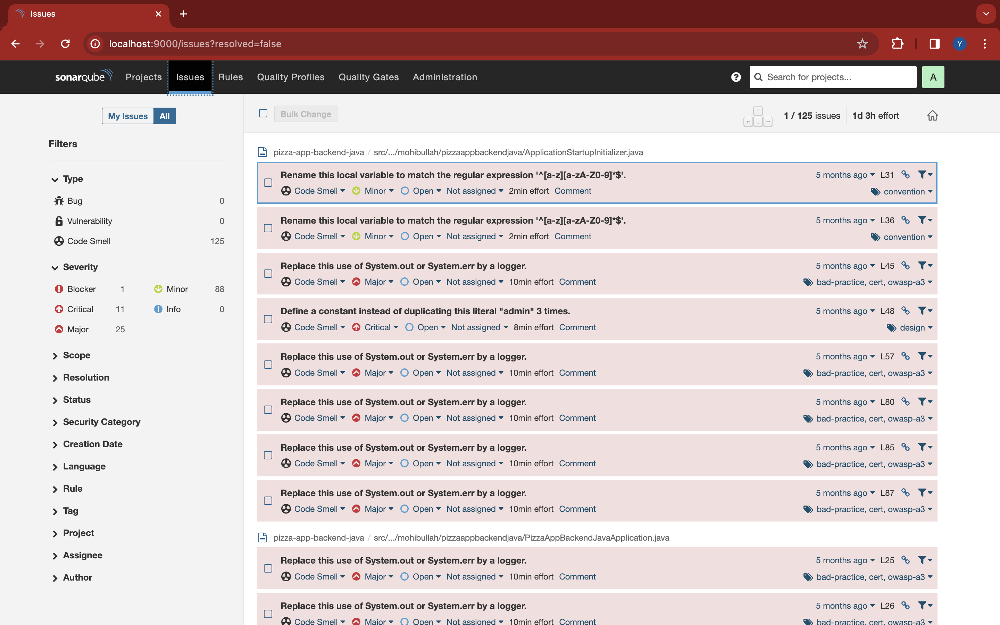 Issues
localhost:9000/issues?resolved=false
Y
sonarqube Projects Issues Rules Quality Profiles Quality Gates Administration
? Search for projects... A
My Issues All
Bulk Change
1 / 125 issues 1d 3h effort
Filters
Type
Bug 0
Vulnerability 0
Code Smell 125
Severity
Blocker 1 Minor 88
Critical 11 Info 0
Major 25
Scope
Resolution
Status
Security Category
Creation Date
Language
Rule
Tag
Project
Assignee
Author
pizza-app-backend-java / src/.../mohibullah/pizzaappbackendjava/ApplicationStartupInitializer.java
Rename this local variable to match the regular expression '^[a-z][a-zA-Z0-9]*$'. 5 months ago L31
Code Smell Minor Open Not assigned 2min effort Comment convention
Rename this local variable to match the regular expression '^[a-z][a-zA-Z0-9]*$'. 5 months ago L36
Code Smell Minor Open Not assigned 2min effort Comment convention
Replace this use of System.out or System.err by a logger. 5 months ago L45
Code Smell Major Open Not assigned 10min effort Comment bad-practice, cert, owasp-a3
Define a constant instead of duplicating this literal "admin" 3 times. 5 months ago L48
Code Smell Critical Open Not assigned 8min effort Comment design
Replace this use of System.out or System.err by a logger. 5 months ago L57
Code Smell Major Open Not assigned 10min effort Comment bad-practice, cert, owasp-a3
Replace this use of System.out or System.err by a logger. 5 months ago L80
Code Smell Major Open Not assigned 10min effort Comment bad-practice, cert, owasp-a3
Replace this use of System.out or System.err by a logger. 5 months ago L85
Code Smell Major Open Not assigned 10min effort Comment bad-practice, cert, owasp-a3
Replace this use of System.out or System.err by a logger. 5 months ago L87
Code Smell Major Open Not assigned 10min effort Comment bad-practice, cert, owasp-a3
pizza-app-backend-java / src/.../mohibullah/pizzaappbackendjava/PizzaAppBackendJavaApplication.java
Replace this use of System.out or System.err by a logger. 5 months ago L25
Code Smell Major Open Not assigned 10min effort Comment bad-practice, cert, owasp-a3
Replace this use of System.out or System.err by a logger. 5 months ago L26
Code Smell Major Open Not assigned 10min effort Comment bad-practice, cert, owasp-a3